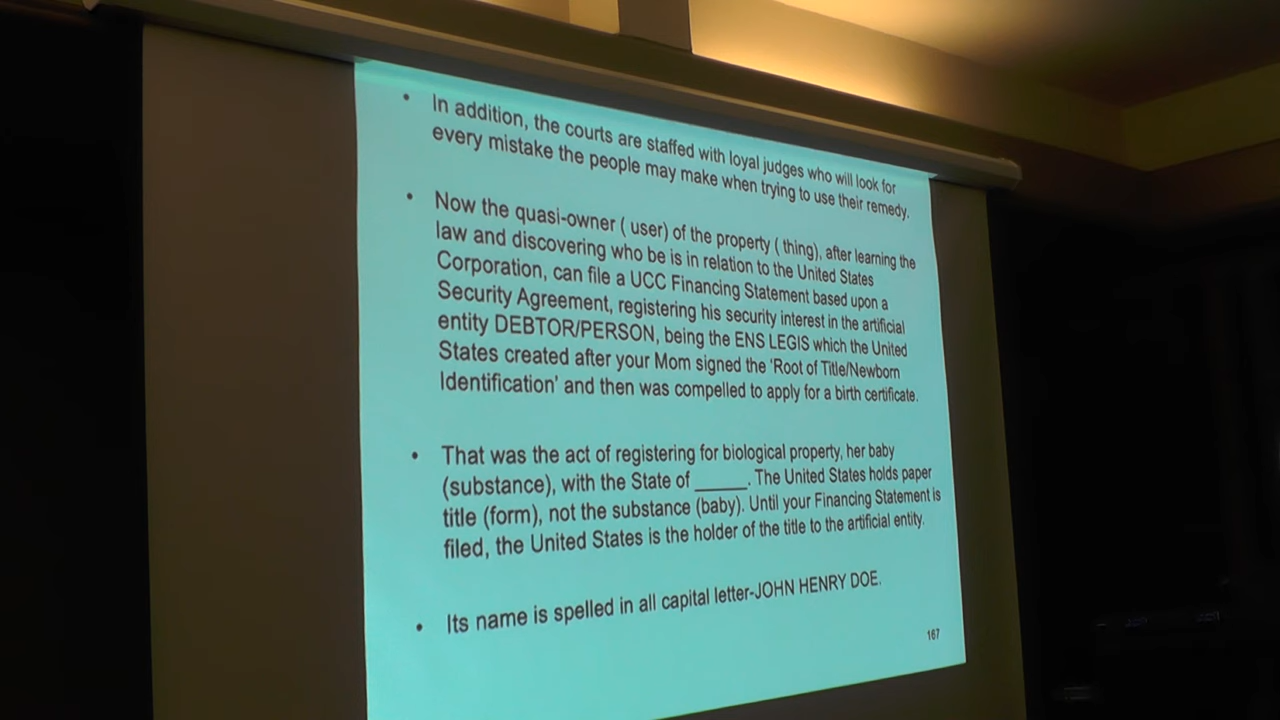 • In addition, the courts are staffed with loyal judges who will look for
every mistake the people may make when trying to use their remedy.
• Now the quasi-owner ( user) of the property ( thing), after learning the
law and discovering who be is in relation to the United States
Corporation, can file a UCC Financing Statement based upon a
Security Agreement, registering his security interest in the artificial
entity DEBTOR/PERSON, being the ENS LEGIS which the United
States created after your Mom signed the 'Root of Title/Newborn
Identification' and then was compelled to apply for a birth certificate.
• That was the act of registering for biological property, her baby
(substance), with the State of ______. The United States holds paper
title (form), not the substance (baby). Until your Financing Statement is
filed, the United States is the holder of the title to the artificial entity.
• Its name is spelled in all capital letter-JOHN HENRY DOE.
167